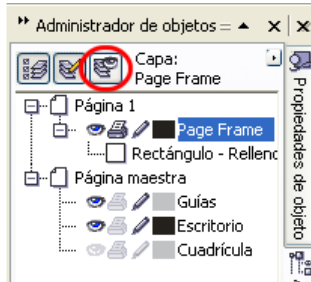 Administrador de objetos
Capa:
Page Frame
Página 1
Page Frame
Rectángulo - Rellenc
Página maestra
Guías
Escritorio
Cuadrícula
Propiedades de objeto